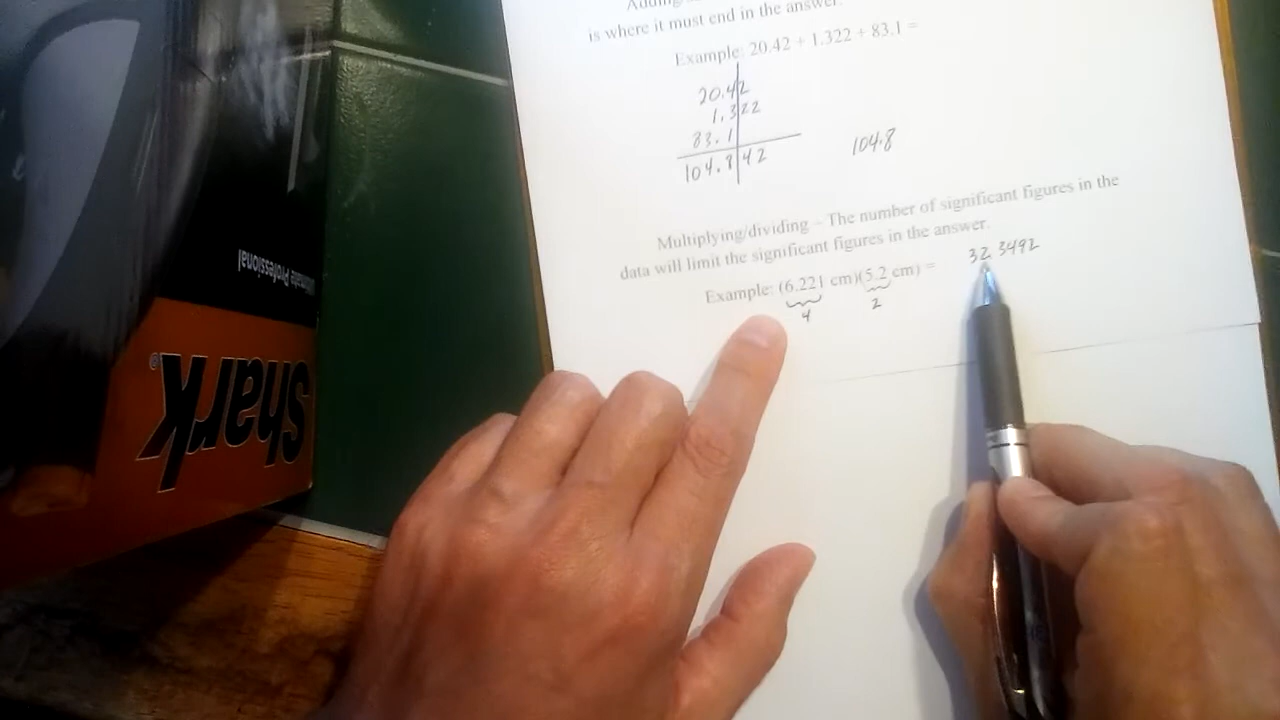 Adding/
is where it must end in the answer.
Example: 20.42 + 1.322 + 83.1 =
20.42
1.322
83.1
104.842
104.8
Multiplying/dividing – The number of significant figures in the
data will limit the significant figures in the answer.
Example: (6.221 cm)(5.2 cm) =
32.3492
4
2
Professional
Shark®